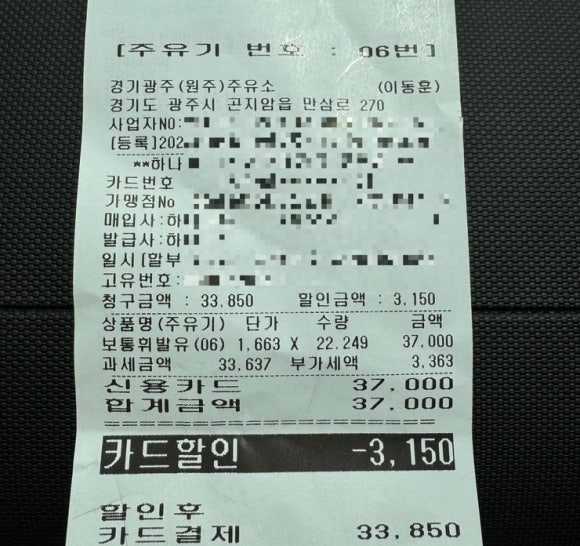 [주유기 번호 : 06번]
경기광주(원주)주유소 (이동훈)
경기도 광주시 곤지암읍 만삼로 270
사업자NO:
[등록]202
**하나
카드번호
가맹점No
매입사:하
발급사:하
일시[할부
고유번호:
청구금액 : 33,850 할인금액 : 3,150
상품명(주유기) 단가 수량 금액
보통휘발유(06) 1,663 X 22.249 37,000
과세금액 33,637 부가세액 3,363
신용카드 37,000
합계금액 37,000
카드할인 -3,150
할인후
카드결제 33,850